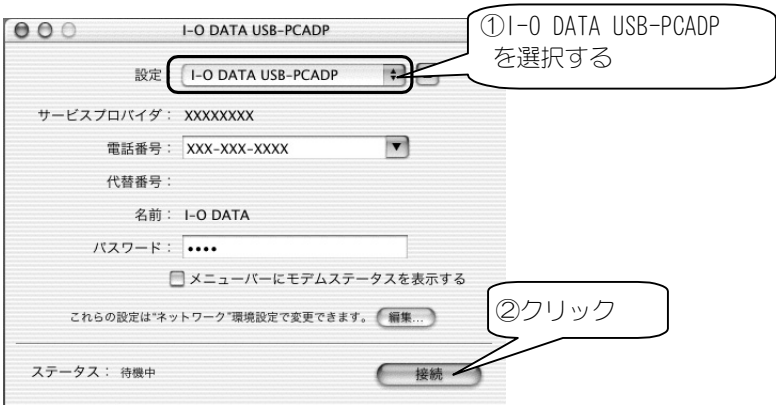 I-O DATA USB-PCADP
①I-O DATA USB-PCADP
を選択する
設定 I-O DATA USB-PCADP
サービスプロバイダ： XXXXXXXX
電話番号： XXX-XXX-XXXX
代替番号：
名前： I-O DATA
パスワード： ••••
メニューバーにモデムステータスを表示する
これらの設定は“ネットワーク”環境設定で変更できます。 編集...
②クリック
ステータス： 待機中 接続